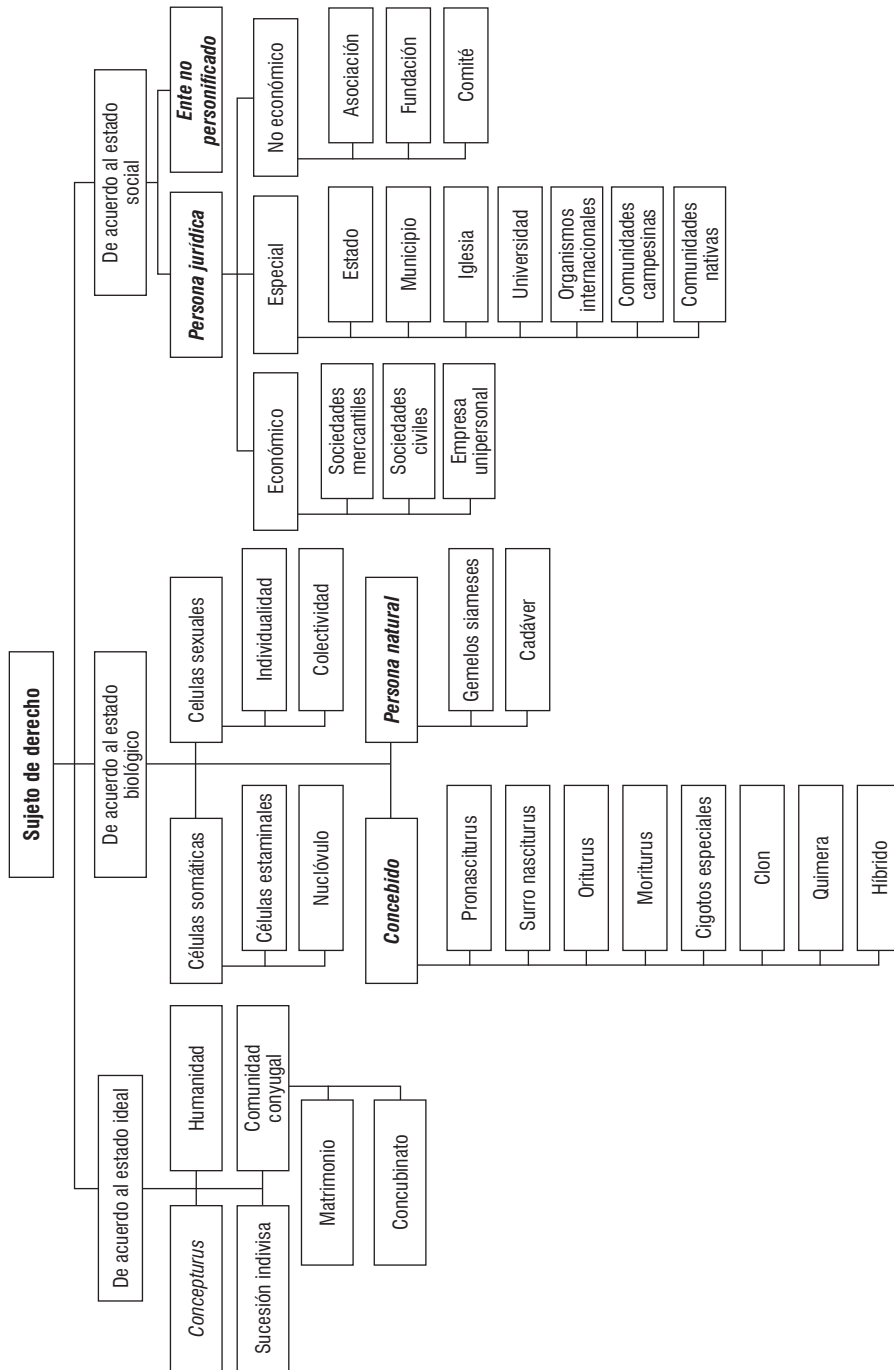 Sujeto de derecho
De acuerdo al estado ideal
Concepturus
Humanidad
Sucesión indivisa
Comunidad
conyugal
Matrimonio
Concubinato
De acuerdo al estado
biológico
Células somáticas
Células estaminales
Nuclóvulo
Celulas sexuales
Individualidad
Colectividad
Concebido
Pronasciturus
Surro nasciturus
Oriturus
Moriturus
Cigotos especiales
Clon
Quimera
Híbrido
Persona natural
Gemelos siameses
Cadáver
De acuerdo al estado
social
Persona jurídica
Ente no
personificado
Económico
Sociedades
mercantiles
Sociedades
civiles
Empresa
unipersonal
Especial
Estado
Municipio
Iglesia
Universidad
Organismos
internacionales
Comunidades
campesinas
Comunidades
nativas
No económico
Asociación
Fundación
Comité